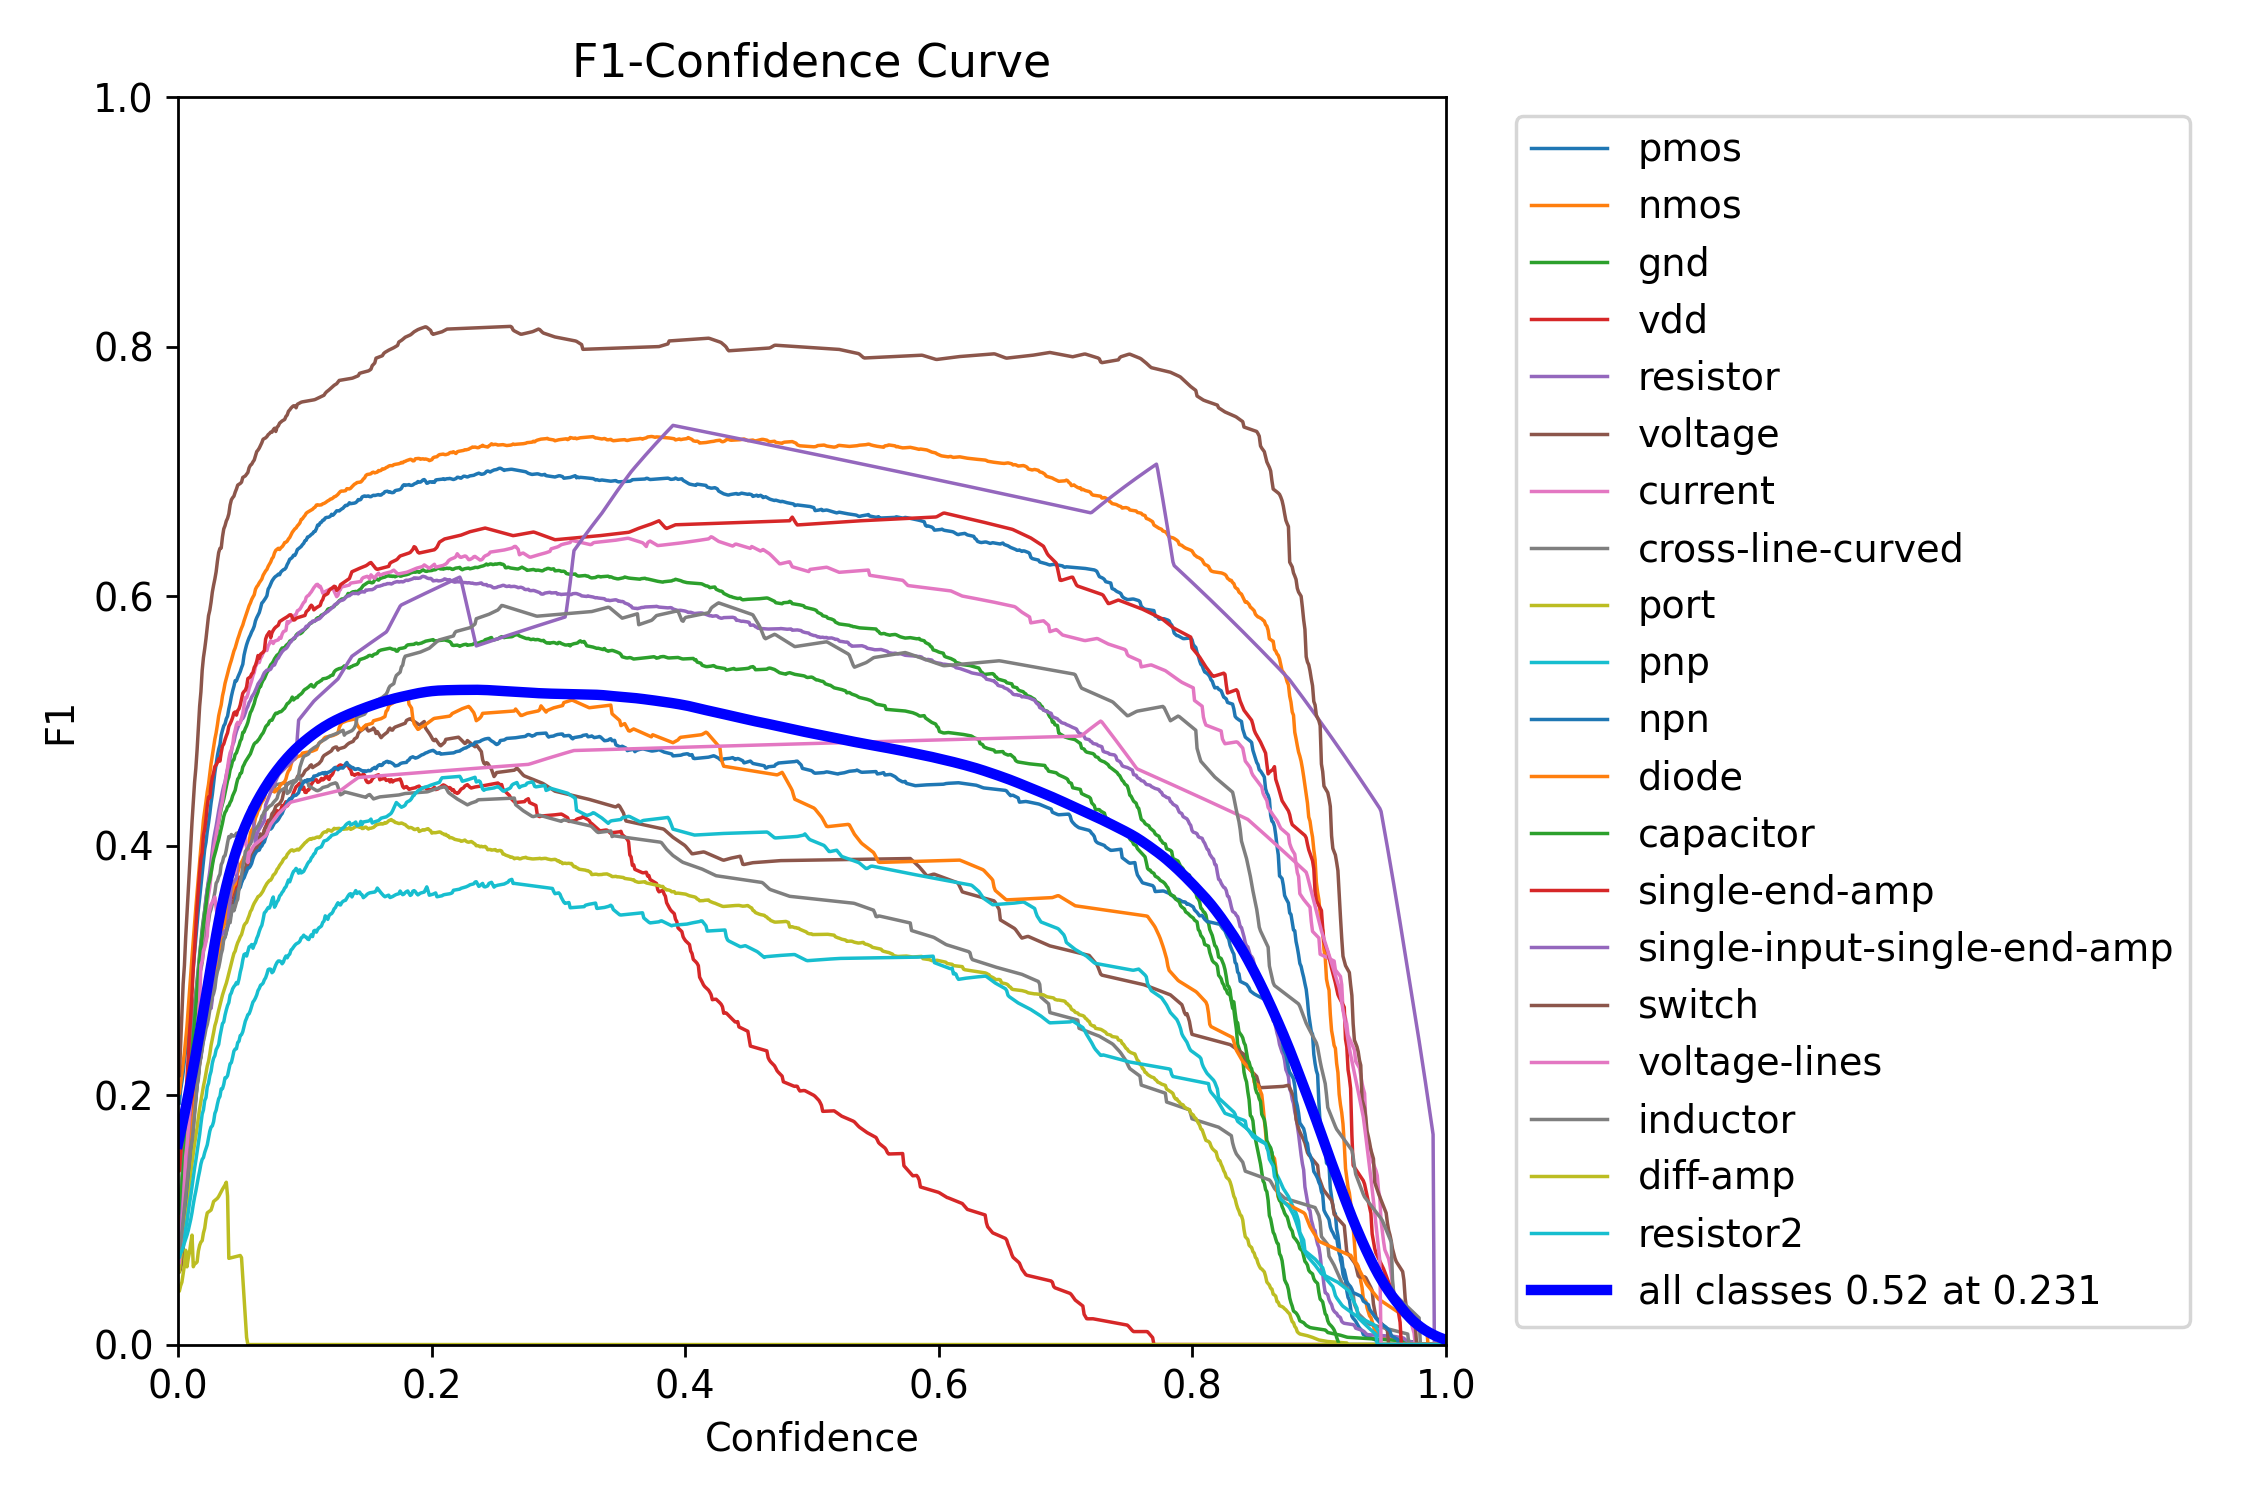 F1-Confidence Curve
1.0
0.8
0.6
0.4
0.2
0.0
F1
0.0 0.2 0.4 0.6 0.8 1.0
Confidence
pmos
nmos
gnd
vdd
resistor
voltage
current
cross-line-curved
port
pnp
npn
diode
capacitor
single-end-amp
single-input-single-end-amp
switch
voltage-lines
inductor
diff-amp
resistor2
all classes 0.52 at 0.231